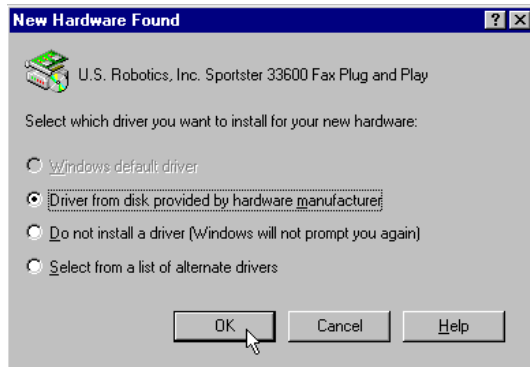 New Hardware Found
U.S. Robotics, Inc. Sportster 33600 Fax Plug and Play
Select which driver you want to install for your new hardware:
Windows default driver
Driver from disk provided by hardware manufacturer
Do not install a driver (Windows will not prompt you again)
Select from a list of alternate drivers
OK Cancel Help